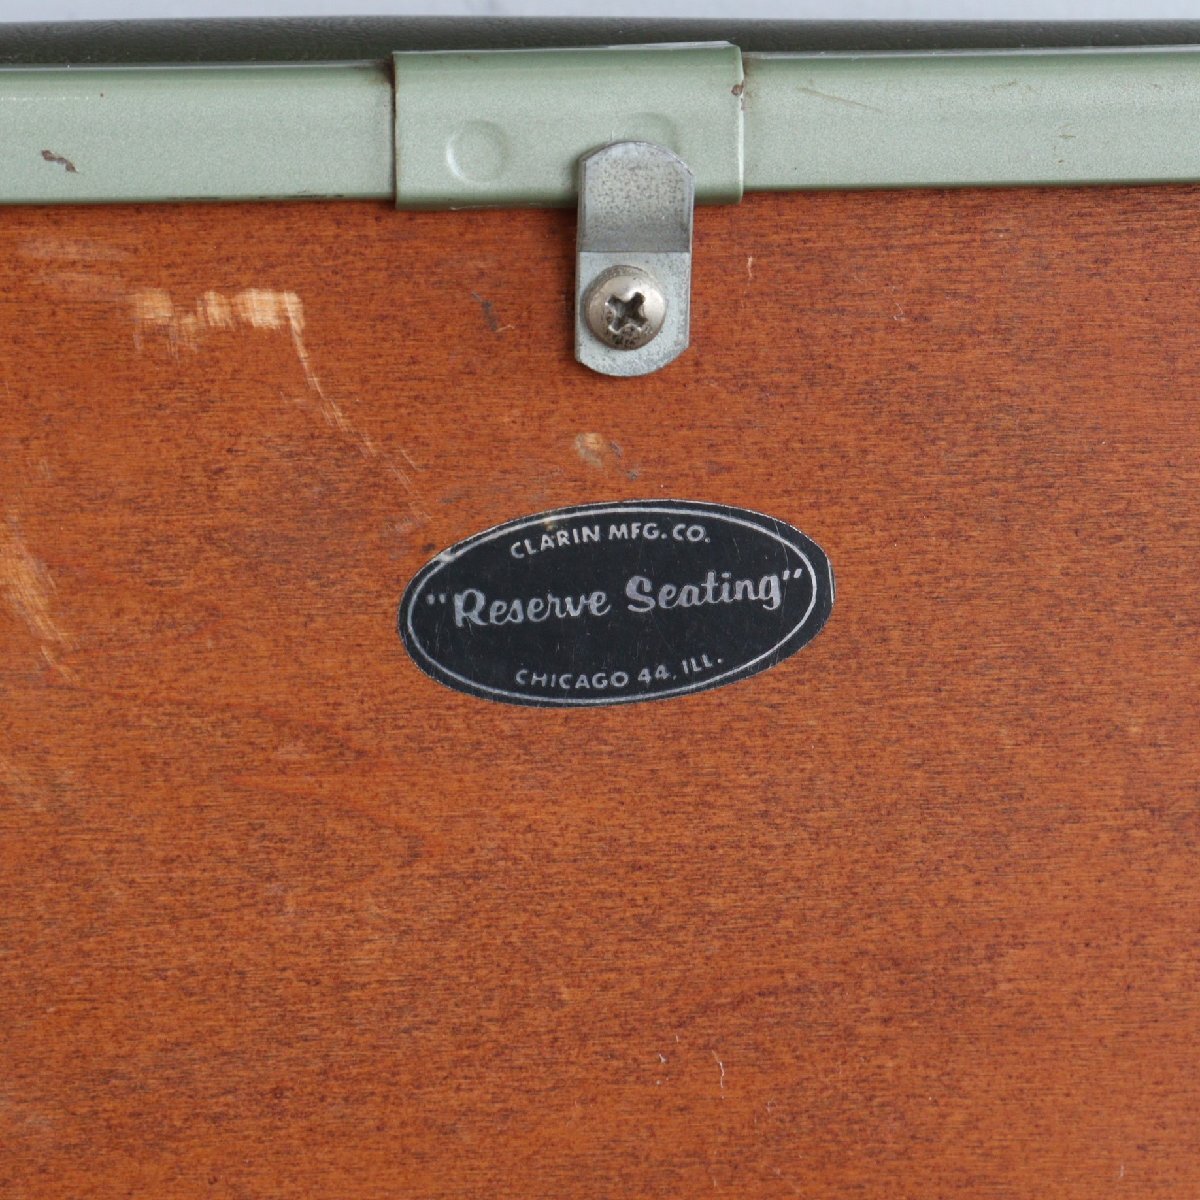 CLARIN MFG. CO.
"Reserve Seating"
CHICAGO 44, ILL.